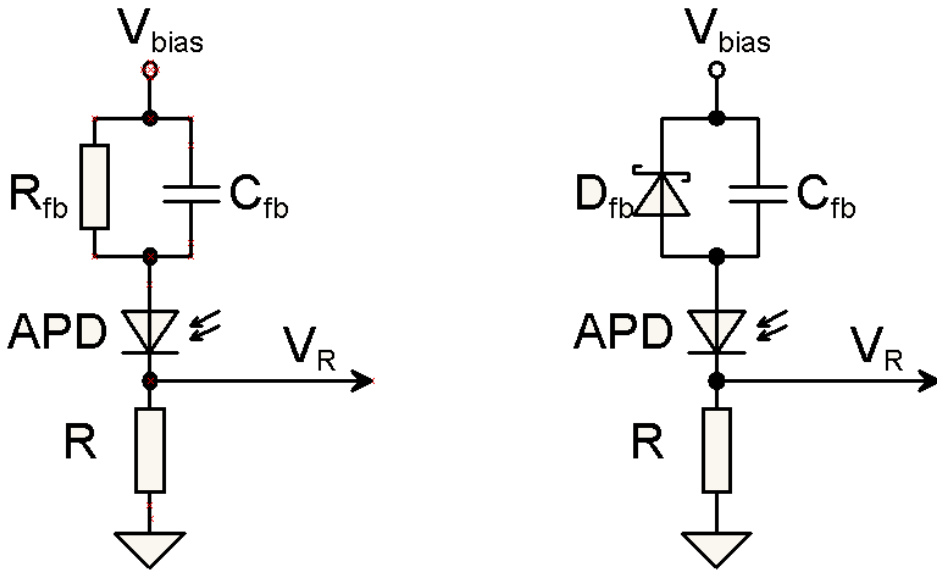 V_bias V_bias
R_fb C_fb D_fb C_fb
APD APD
V_R V_R
R R